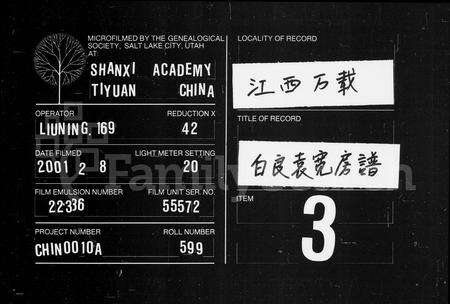 MICROFILMED BY THE GENEALOGICAL
SOCIETY, SALT LAKE CITY, UTAH
AT
SHANXI ACADEMY
TIYUAN CHINA
OPERATOR REDUCTION X
LIUNING, 169 42
DATE FILMED LIGHT METER SETTING
2001 2-8 20
FILM EMULSION NUMBER FILM UNIT SER. NO.
22336 55572
PROJECT NUMBER ROLL NUMBER
CHIN0010A 599
LOCALITY OF RECORD
江西万载
TITLE OF RECORD
白良袁宽房譜
ITEM
3
FamilySearch